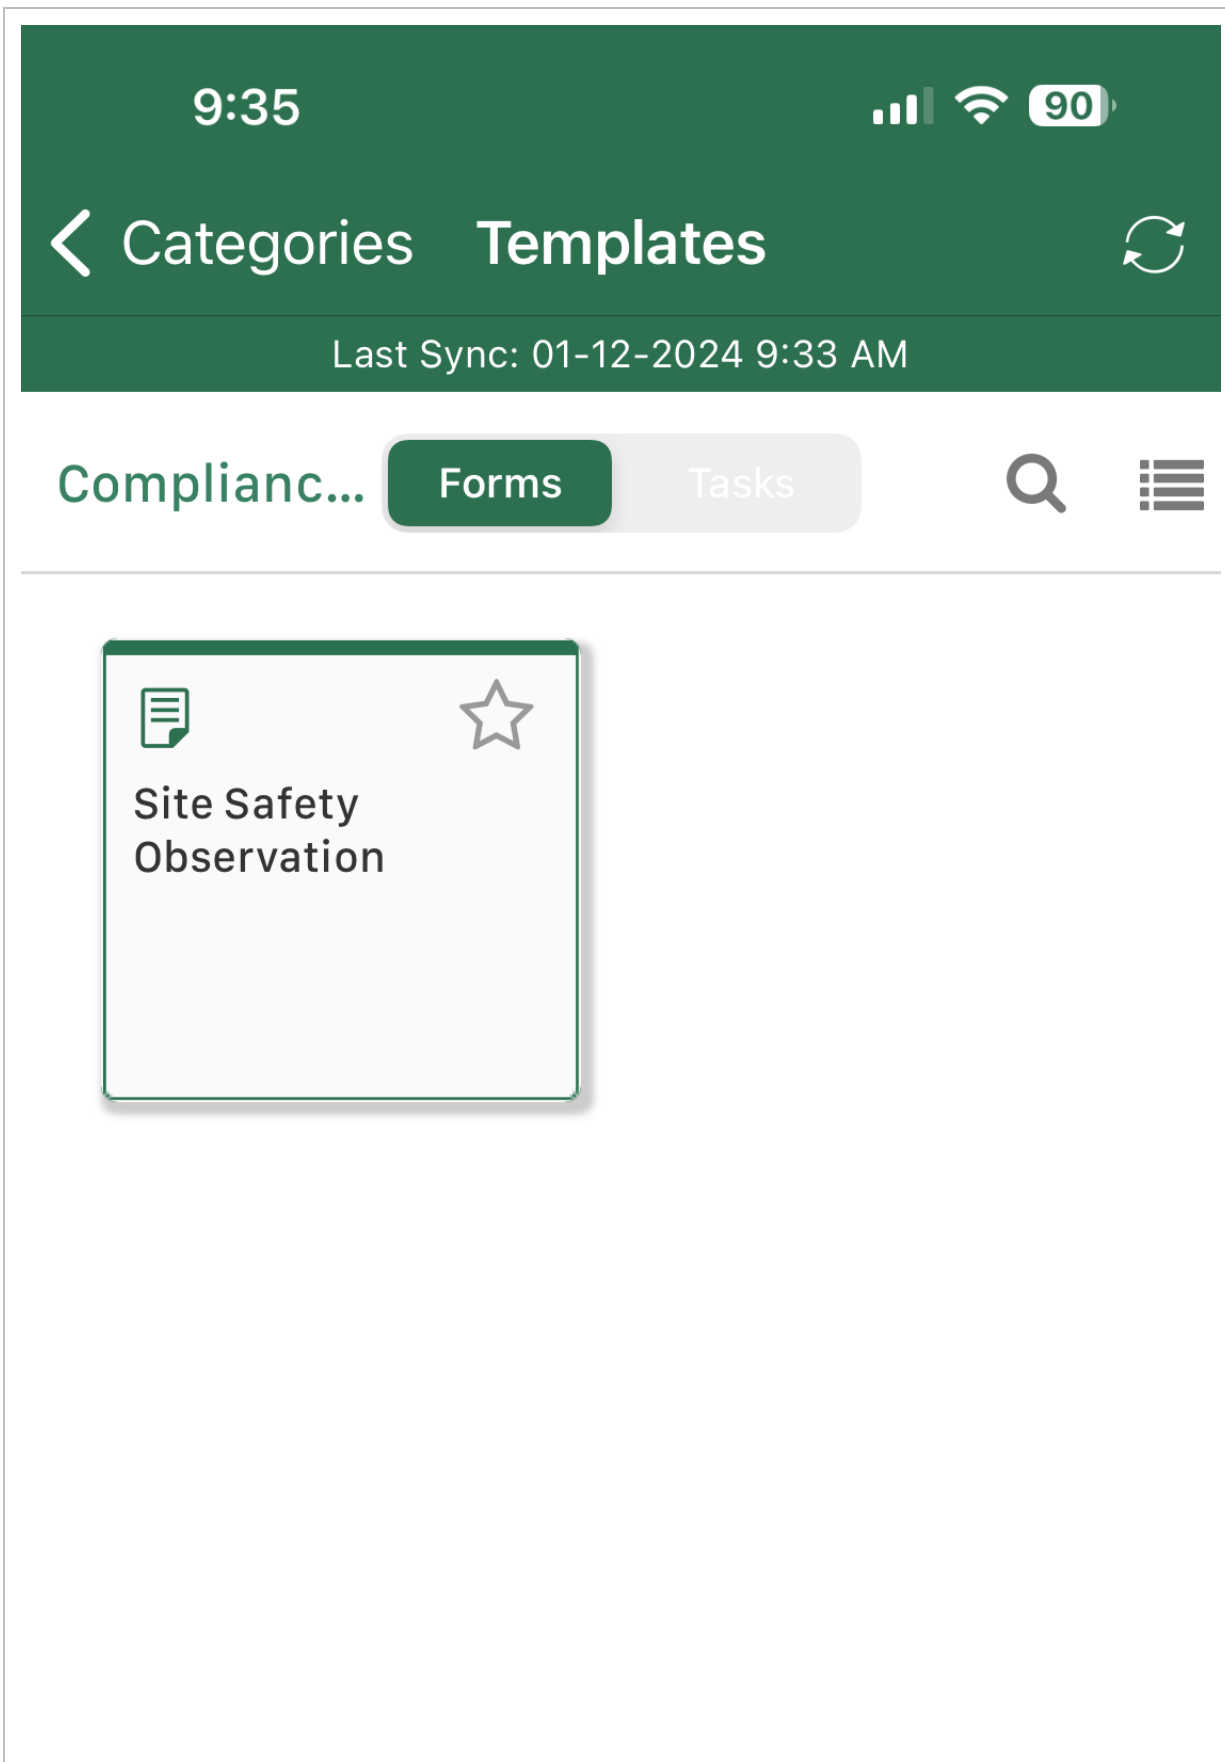 9:35 90
Categories Templates
Last Sync: 01-12-2024 9:33 AM
Complianc... Forms Tasks
Site Safety
Observation